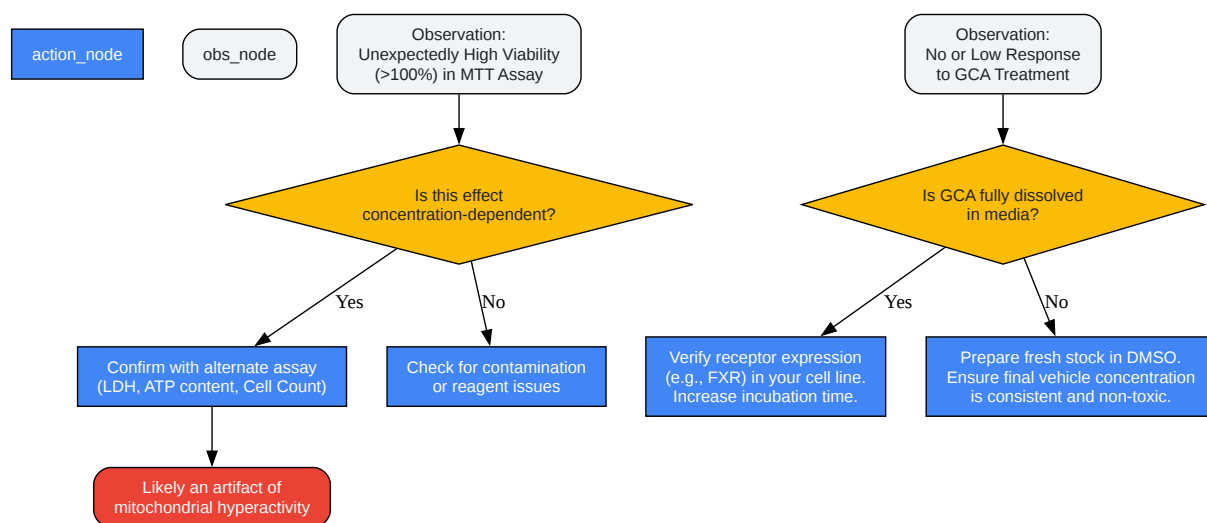 action_node
obs_node
Observation:
Unexpectedly High Viability
(>100%) in MTT Assay
Observation:
No or Low Response
to GCA Treatment
Is this effect
concentration-dependent?
Is GCA fully dissolved
in media?
Yes
No
Yes
No
Confirm with alternate assay
(LDH, ATP content, Cell Count)
Check for contamination
or reagent issues
Verify receptor expression
(e.g., FXR) in your cell line.
Increase incubation time.
Prepare fresh stock in DMSO.
Ensure final vehicle concentration
is consistent and non-toxic.
Likely an artifact of
mitochondrial hyperactivity